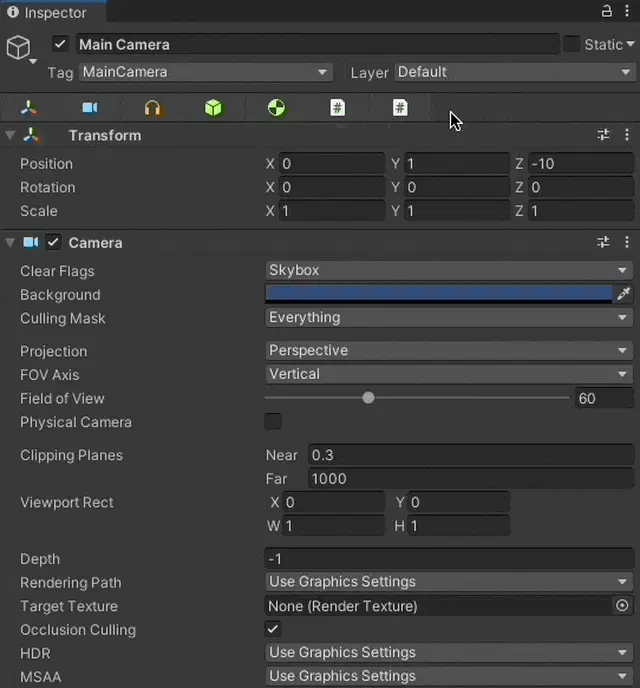 Inspector
Main Camera Static
Tag MainCamera Layer Default
# #
Transform
Position X 0 Y 1 Z -10
Rotation X 0 Y 0 Z 0
Scale X 1 Y 1 Z 1
Camera
Clear Flags Skybox
Background
Culling Mask Everything
Projection Perspective
FOV Axis Vertical
Field of View 60
Physical Camera
Clipping Planes Near 0.3
Far 1000
Viewport Rect X 0 Y 0
W 1 H 1
Depth -1
Rendering Path Use Graphics Settings
Target Texture None (Render Texture)
Occlusion Culling
HDR Use Graphics Settings
MSAA Use Graphics Settings